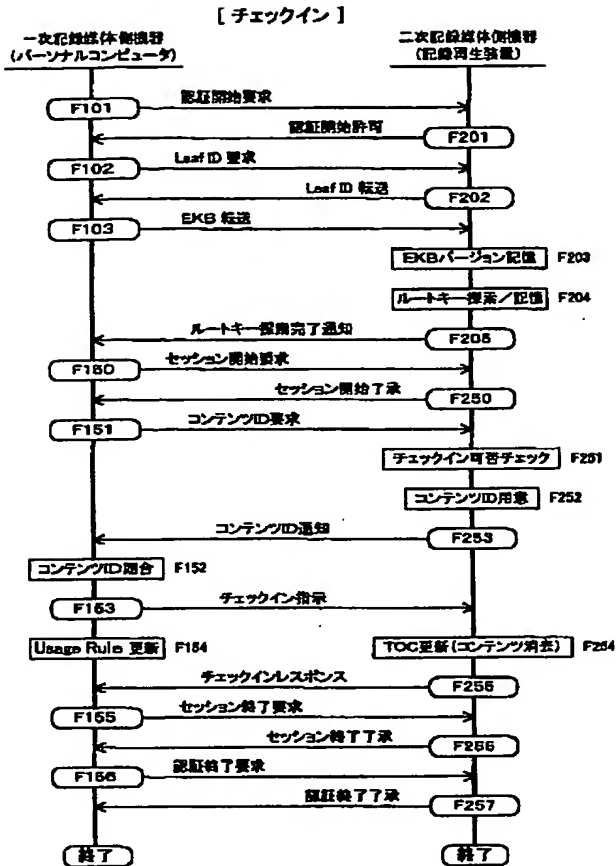 [ チェックイン ]
一次記録媒体側機器
(パーソナルコンピュータ)
二次記録媒体側機器
(記録再生装置)
F101
認証開始要求
認証開始許可
F201
F102
Leaf ID 要求
Leaf ID 転送
F202
F103
EKB 転送
EKBバージョン記憶 F203
ルートキー探索/記憶 F204
ルートキー探索完了通知
F205
F150
セッション開始要求
セッション開始了承
F250
F151
コンテンツID要求
チェックイン可否チェック F251
コンテンツID用意 F252
コンテンツID通知
F253
コンテンツID照合 F152
F153
チェックイン指示
Usage Rule 更新 F154
TOC更新(コンテンツ消去) F254
チェックインレスポンス
F255
F155
セッション終了要求
セッション終了了承
F256
F156
認証終了要求
認証終了了承
F257
終了
終了